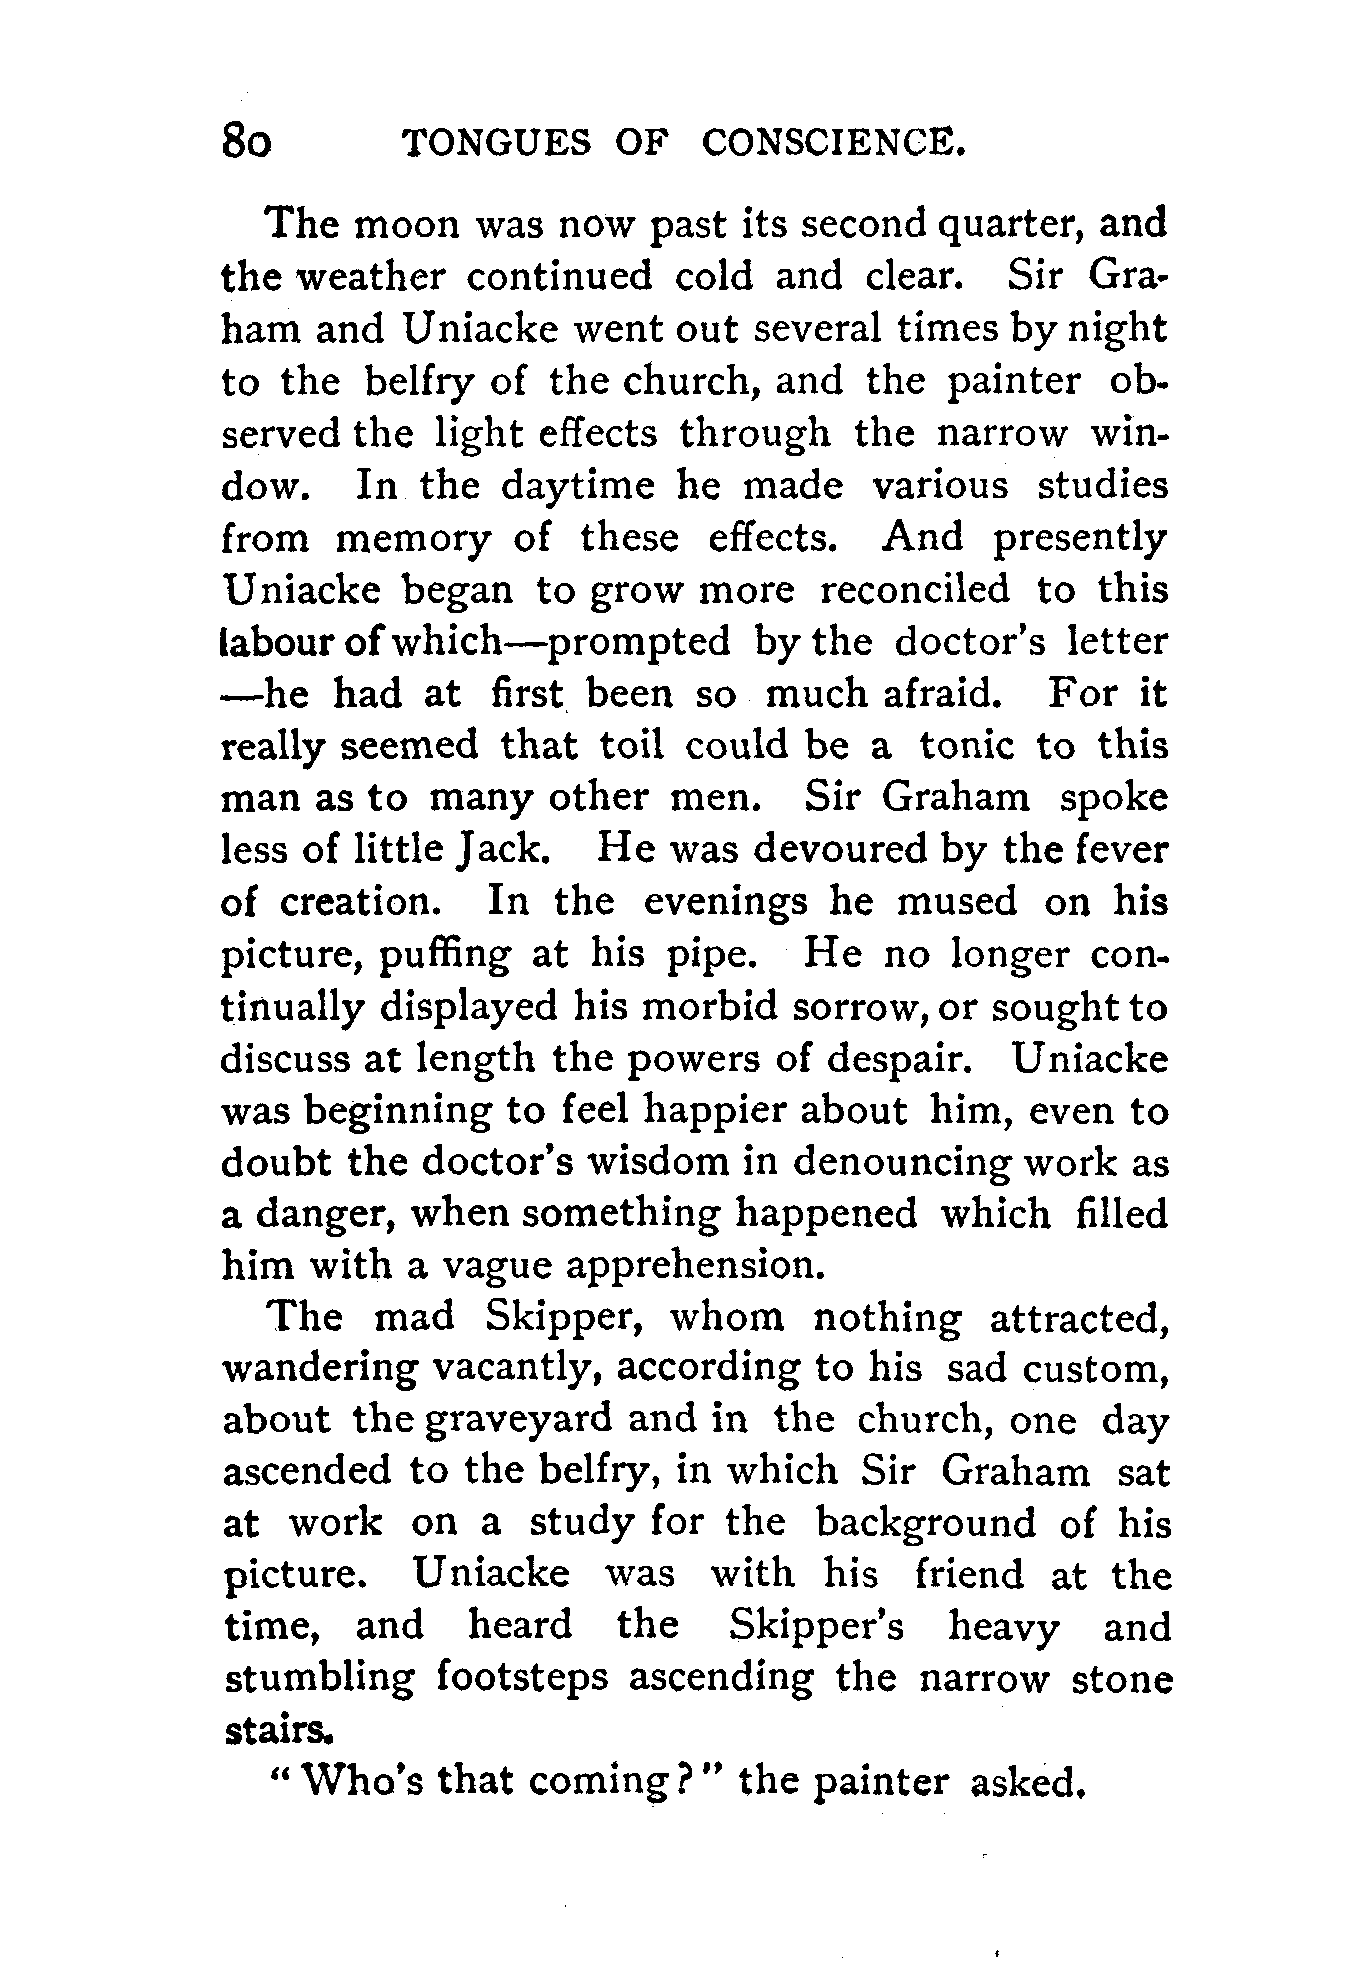 80 TONGUES OF CONSCIENCE.
The moon was now past its second quarter, and
the weather continued cold and clear. Sir Gra-
ham and Uniacke went out several times by night
to the belfry of the church, and the painter ob-
served the light effects through the narrow win-
dow. In the daytime he made various studies
from memory of these effects. And presently
Uniacke began to grow more reconciled to this
labour of which—prompted by the doctor's letter
—he had at first been so much afraid. For it
really seemed that toil could be a tonic to this
man as to many other men. Sir Graham spoke
less of little Jack. He was devoured by the fever
of creation. In the evenings he mused on his
picture, puffing at his pipe. He no longer con-
tinually displayed his morbid sorrow, or sought to
discuss at length the powers of despair. Uniacke
was beginning to feel happier about him, even to
doubt the doctor's wisdom in denouncing work as
a danger, when something happened which filled
him with a vague apprehension.
The mad Skipper, whom nothing attracted,
wandering vacantly, according to his sad custom,
about the graveyard and in the church, one day
ascended to the belfry, in which Sir Graham sat
at work on a study for the background of his
picture. Uniacke was with his friend at the
time, and heard the Skipper's heavy and
stumbling footsteps ascending the narrow stone
stairs.
"Who's that coming?" the painter asked.